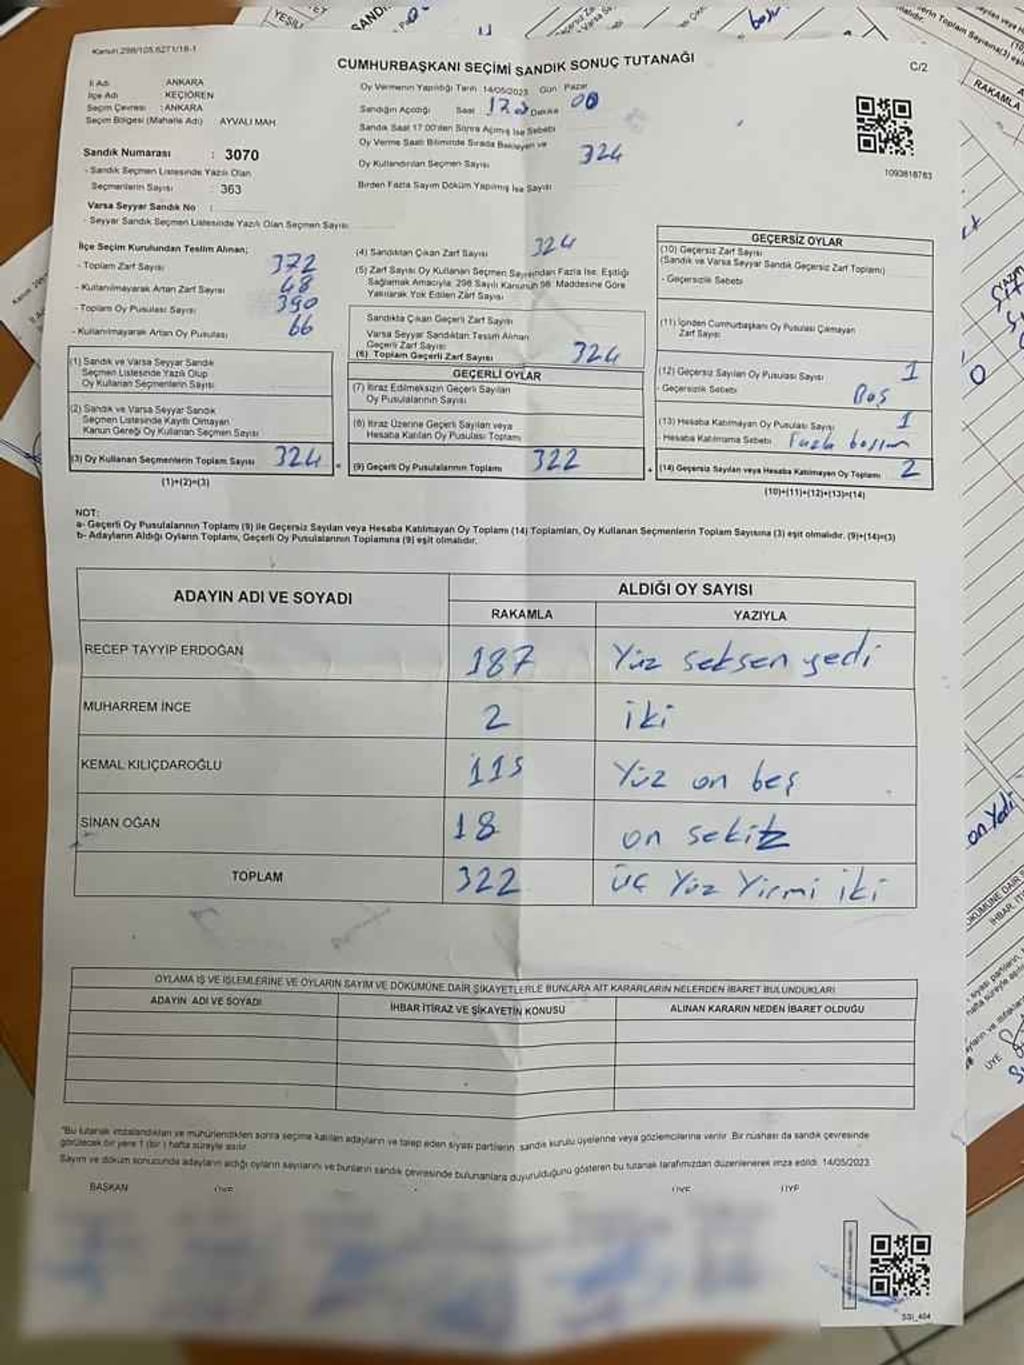 Kanun 298/105,6271/18-1
CUMHURBAŞKANI SEÇİMİ SANDIK SONUÇ TUTANAĞI
C/2
İl Adı ANKARA
İlçe Adı KEÇİÖREN
Seçim Çevresi : ANKARA
Seçim Bölgesi (Mahalle Adı) AYVALI MAH.
Sandık Numarası : 3070
- Sandık Seçmen Listesinde Yazılı Olan
Seçmenlerin Sayısı : 363
Varsa Seyyar Sandık No :
- Seyyar Sandık Seçmen Listesinde Yazılı Olan Seçmen Sayısı
Oy Vermenin Yapıldığı Tarih 14/05/2023 Gün Pazar
Sandığın Açıldığı Saat 17 Dakika 00
Sandık Saat 17:00'den Sonra Açılmış İse Sebebi
Oy Verme Saati Bitiminde Sırada Bekleyen ve
Oy Kullandırılan Seçmen Sayısı
324
Birden Fazla Sayım Döküm Yapılmış İse Sayısı
1093818763
İlçe Seçim Kurulundan Teslim Alınan;
- Toplam Zarf Sayısı 372
- Kullanılmayarak Artan Zarf Sayısı 48
- Toplam Oy Pusulası Sayısı 390
- Kullanılmayarak Artan Oy Pusulası 66
(1) Sandık ve Varsa Seyyar Sandık
Seçmen Listesinde Yazılı Olup
Oy Kullanan Seçmenlerin Sayısı
(2) Sandık ve Varsa Seyyar Sandık
Seçmen Listesinde Kayıtlı Olmayan
Kanun Gereği Oy Kullanan Seçmen Sayısı
(3) Oy Kullanan Seçmenlerin Toplam Sayısı 324
(1)+(2)=(3)
(4) Sandıktan Çıkan Zarf Sayısı 324
(5) Zarf Sayısı Oy Kullanan Seçmen Sayısından Fazla İse, Eşitliği
Sağlamak Amacıyla, 298 Sayılı Kanunun 98. Maddesine Göre
Yakılarak Yok Edilen Zarf Sayısı
Sandıkta Çıkan Geçerli Zarf Sayısı
Varsa Seyyar Sandıktan Teslim Alınan
Geçerli Zarf Sayısı
(6) Toplam Geçerli Zarf Sayısı 324
GEÇERLİ OYLAR
(7) İtiraz Edilmeksizin Geçerli Sayılan
Oy Pusulalarının Sayısı
(8) İtiraz Üzerine Geçerli Sayılan veya
Hesaba Katılan Oy Pusulası Toplamı
(9) Geçerli Oy Pusulalarının Toplamı 322
GEÇERSİZ OYLAR
(10) Geçersiz Zarf Sayısı
(Sandık ve Varsa Seyyar Sandık Geçersiz Zarf Toplamı)
- Geçersizlik Sebebi
(11) İçinden Cumhurbaşkanı Oy Pusulası Çıkmayan
Zarf Sayısı
(12) Geçersiz Sayılan Oy Pusulası Sayısı 1
- Geçersizlik Sebebi Boş
(13) Hesaba Katılmayan Oy Pusulası Sayısı 1
- Hesaba Katılmama Sebebi Fazla basım
(14) Geçersiz Sayılan veya Hesaba Katılmayan Oy Toplamı 2
(10)+(11)+(12)+(13)=(14)
NOT:
a- Geçerli Oy Pusulalarının Toplamı (9) ile Geçersiz Sayılan veya Hesaba Katılmayan Oy Toplamı (14) Toplamları, Oy Kullanan Seçmenlerin Toplam Sayısına (3) eşit olmalıdır. (9)+(14)=(3)
b- Adayların Aldığı Oyların Toplamı, Geçerli Oy Pusulalarının Toplamına (9) eşit olmalıdır.
ADAYIN ADI VE SOYADI
ALDIĞI OY SAYISI
RAKAMLA YAZIYLA
RECEP TAYYİP ERDOĞAN 187 Yüz seksen yedi
MUHARREM İNCE 2 iki
KEMAL KILIÇDAROĞLU 115 Yüz on beş
SİNAN OĞAN 18 on sekiz
TOPLAM 322 üç Yüz Yirmi iki
OYLAMA İŞ VE İŞLEMLERİNE VE OYLARIN SAYIM VE DÖKÜMÜNE DAİR ŞİKAYETLERLE BUNLARA AİT KARARLARIN NELERDEN İBARET BULUNDUKLARI
ADAYIN ADI VE SOYADI İHBAR İTİRAZ VE ŞİKAYETİN KONUSU ALINAN KARARIN NEDEN İBARET OLDUĞU
"Bu tutanak imzalandıktan ve mühürlendikten sonra seçime katılan adayların ve talep eden siyasi partilerin, sandık kurulu üyelerine veya gözlemcilerine verilir. Bir nüshası da sandık çevresinde
görülecek bir yere 1 (bir) hafta süreyle asılır.
Sayım ve döküm sonucunda adayların aldığı oyların sayılarını ve bunların sandık çevresinde bulunanlara duyurulduğunu gösteren bu tutanak tarafımızdan düzenlenerek imza edildi. 14/05/2023
BAŞKAN ÜYE ÜYE ÜYE
SSI_404
RAKAMLA
on Yedi
ÜYE